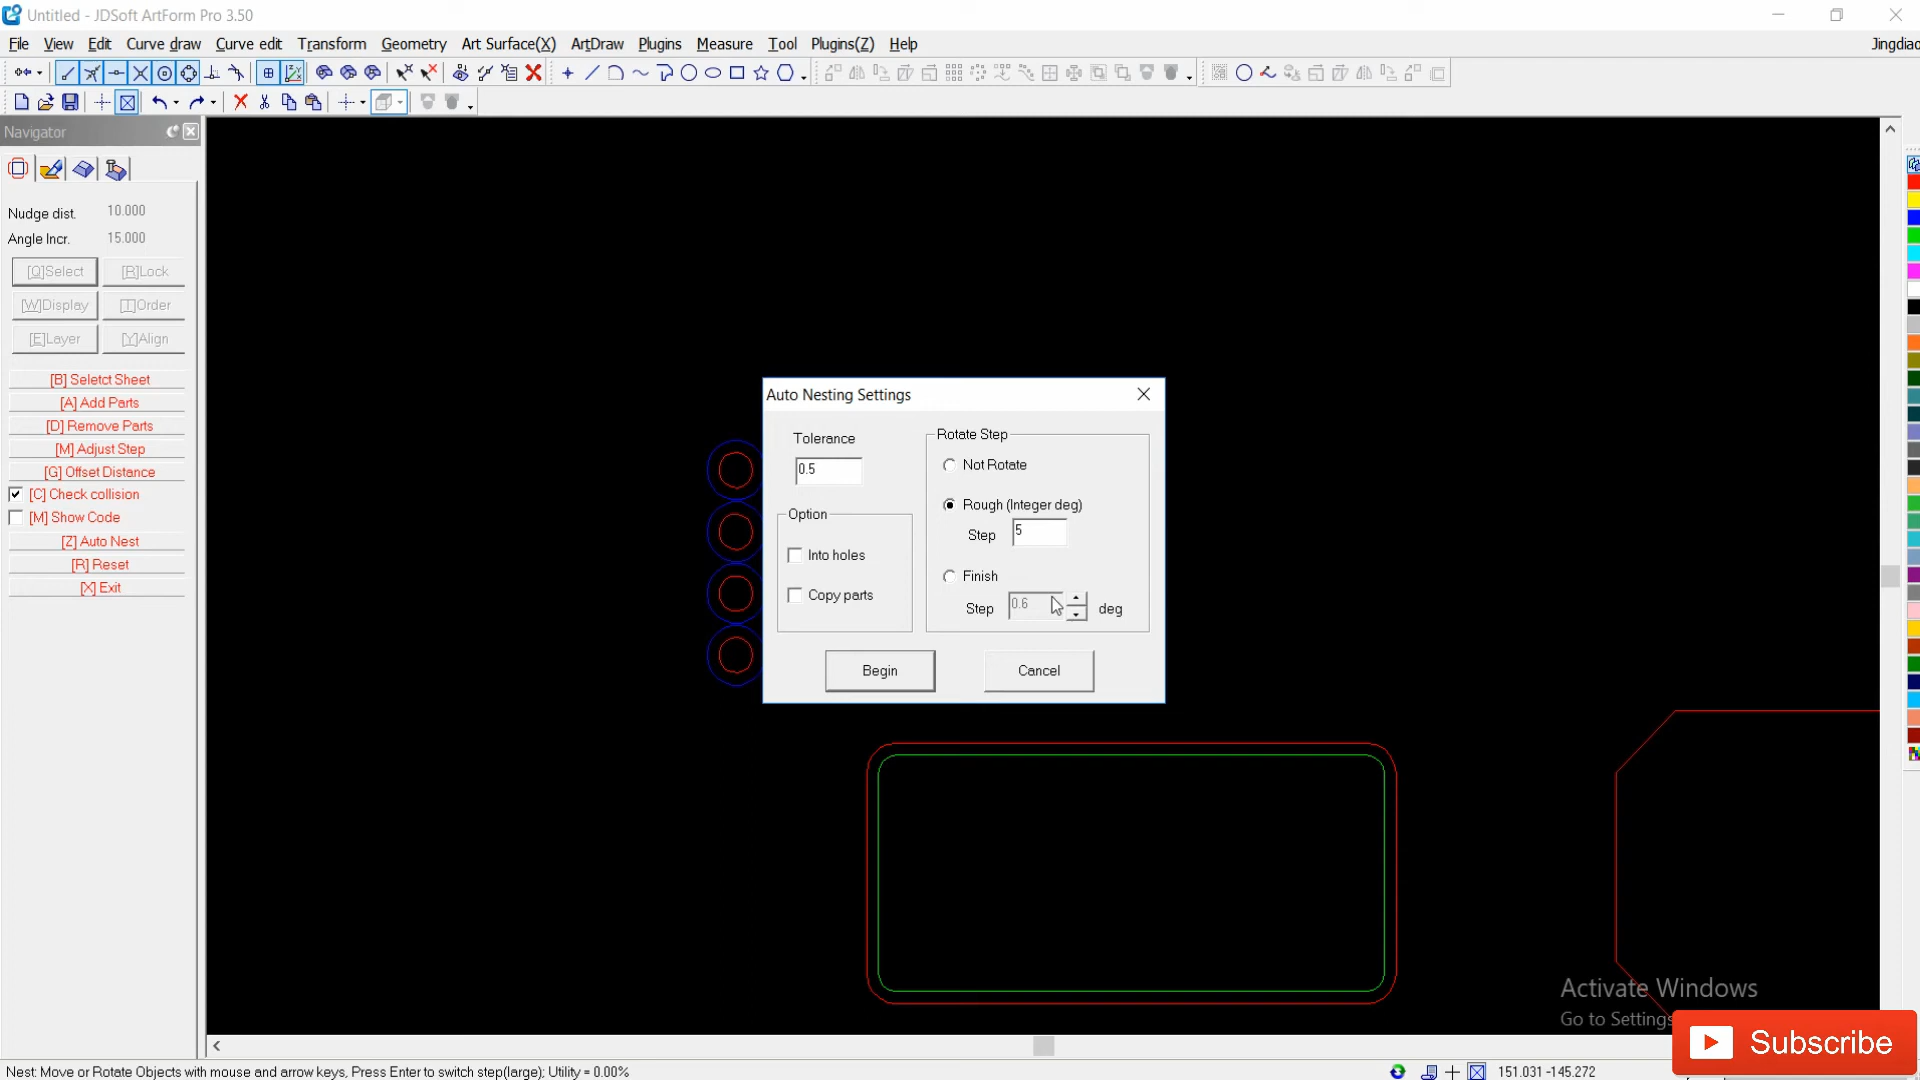 Untitled - JDSoft ArtForm Pro 3.50
File View Edit Curve draw Curve edit Transform Geometry Art Surface(X) ArtDraw Plugins Measure Tool Plugins(Z) Help Jingdiao
Navigator
Nudge dist. 10.000
Angle Incr. 15.000
[Q]Select [R]Lock
[W]Display [T]Order
[E]Layer [Y]Align
[B] Seletct Sheet
[A] Add Parts
[D] Remove Parts
[M] Adjust Step
[G] Offset Distance
[C] Check collision
[M] Show Code
[Z] Auto Nest
[R] Reset
[X] Exit
Auto Nesting Settings
Tolerance
0.5
Option
Into holes
Copy parts
Rotate Step
Not Rotate
Rough (Integer deg)
Step 5
Finish
Step 0.6 deg
Begin Cancel
Activate Windows
Go to Settings
Subscribe
Nest: Move or Rotate Objects with mouse and arrow keys, Press Enter to switch step(large); Utility = 0.00%
151.031 -145.272